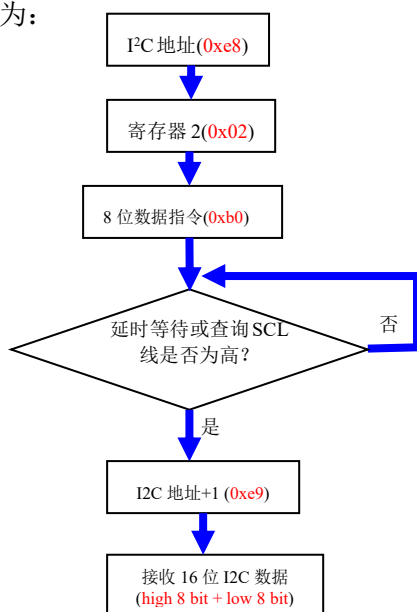 为：
I²C 地址(0xe8)
寄存器 2(0x02)
8 位数据指令(0xb0)
延时等待或查询 SCL
线是否为高？
否
是
I2C 地址+1 (0xe9)
接收 16 位 I2C 数据
(high 8 bit + low 8 bit)